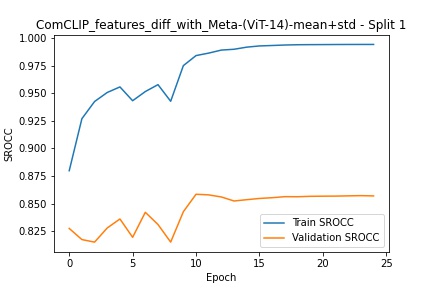 ComCLIP_features_diff_with_Meta-(ViT-14)-mean+std - Split 1
1.000
0.975
0.950
0.925
0.900
0.875
0.850
0.825
SROCC
0 5 10 15 20 25
Epoch
Train SROCC
Validation SROCC